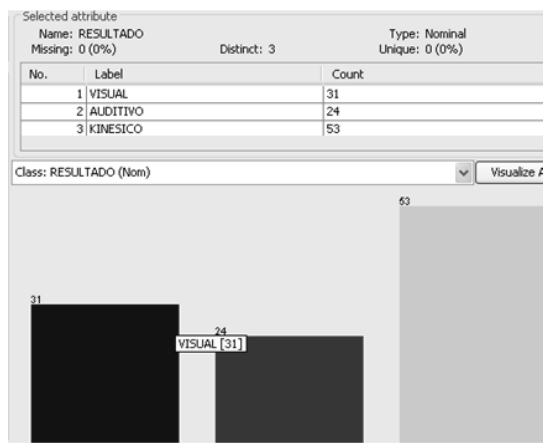 Selected attribute
Name: RESULTADO Type: Nominal
Missing: 0 (0%) Distinct: 3 Unique: 0 (0%)
No. Label Count
1 VISUAL 31
2 AUDITIVO 24
3 KINESICO 53
Class: RESULTADO (Nom) Visualize A
53
31
24
VISUAL [31]